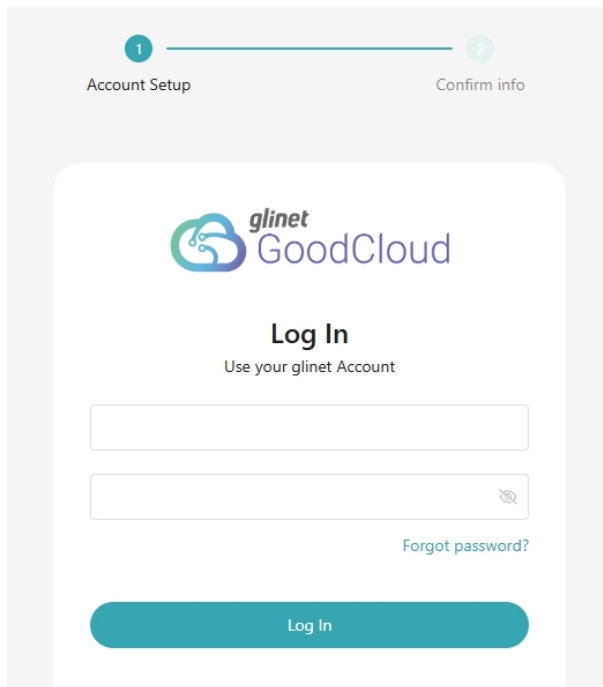 1
2
Account Setup
Confirm info
glinet
GoodCloud
Log In
Use your glinet Account
Forgot password?
Log In